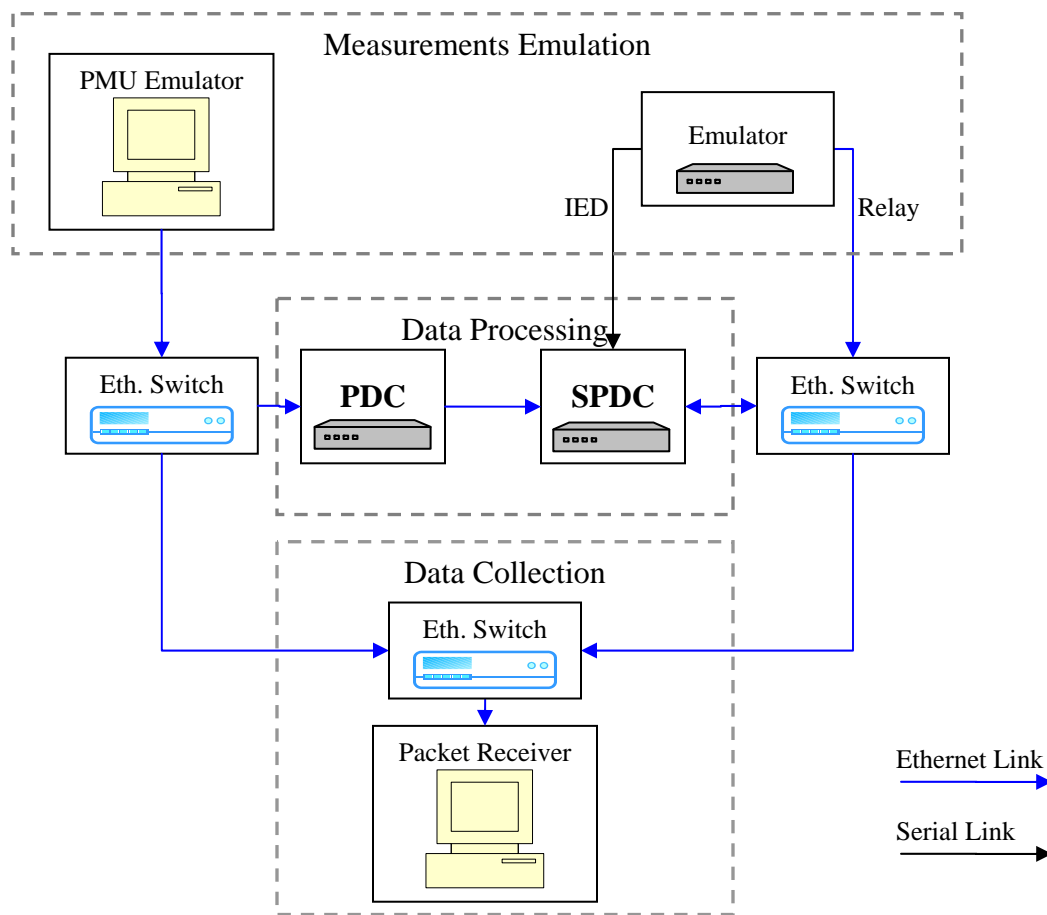 Measurements Emulation
PMU Emulator
Emulator
IED
Relay
Data Processing
Eth. Switch
PDC
SPDC
Eth. Switch
Data Collection
Eth. Switch
Packet Receiver
Ethernet Link
Serial Link